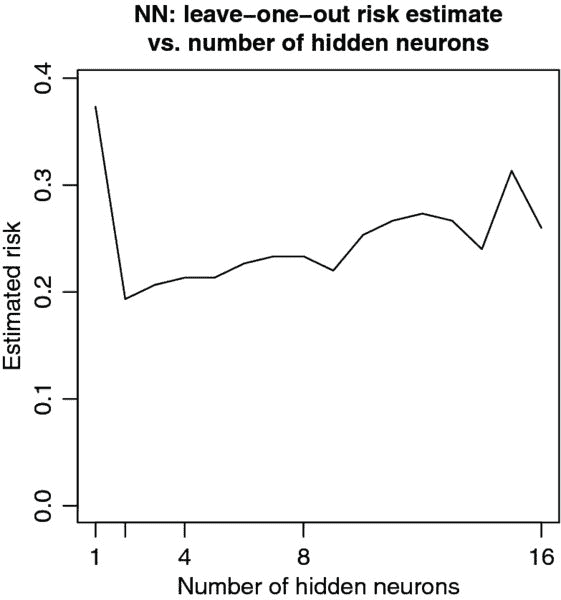 NN: leave−one−out risk estimate
vs. number of hidden neurons
Estimated risk
0.4
0.3
0.2
0.1
0.0
1 4 8 16
Number of hidden neurons